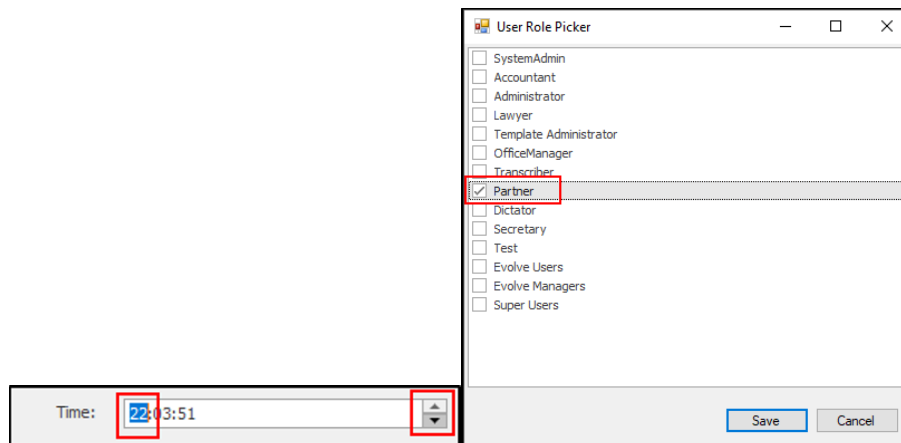 User Role Picker
SystemAdmin
Accountant
Administrator
Lawyer
Template Administrator
OfficeManager
Transcriber
Partner
Dictator
Secretary
Test
Evolve Users
Evolve Managers
Super Users
Save Cancel
Time: 22:03:51